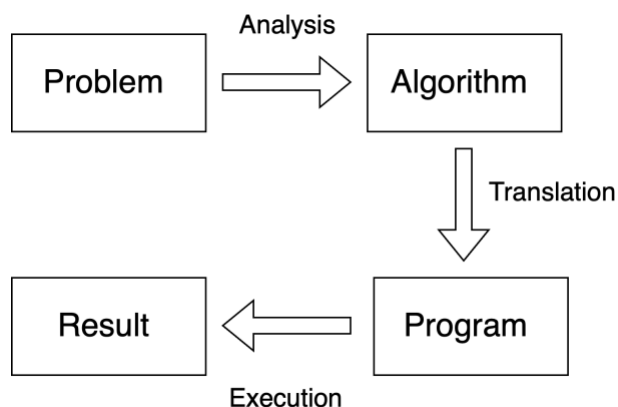 Analysis
Problem
Algorithm
Translation
Result
Program
Execution